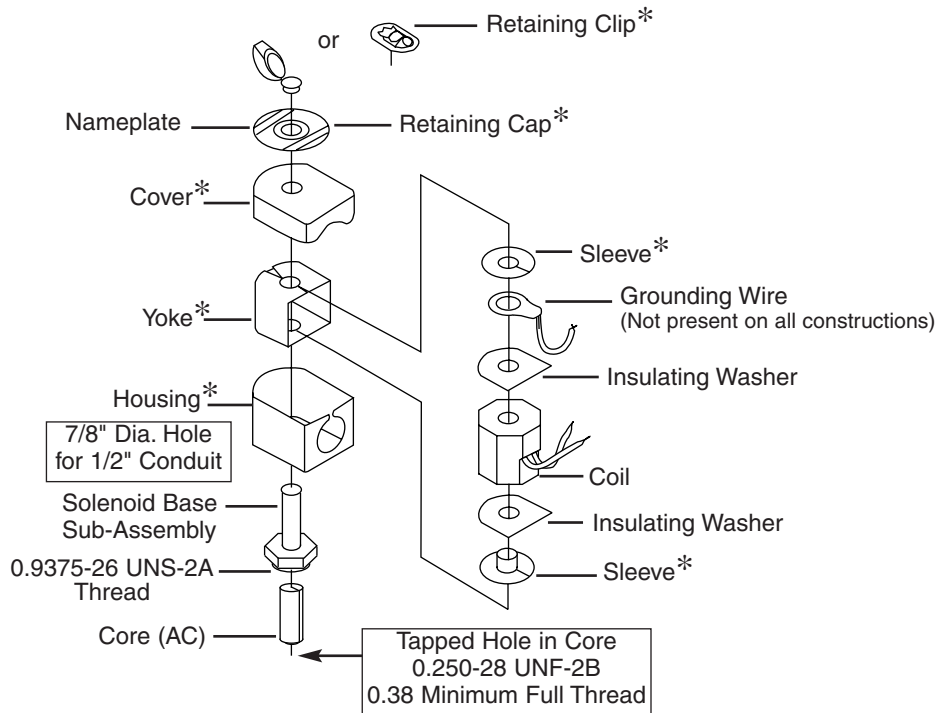 or
Retaining Clip*
Nameplate
Retaining Cap*
Cover*
Sleeve*
Grounding Wire
(Not present on all constructions)
Yoke*
Insulating Washer
Housing*
7/8" Dia. Hole
for 1/2" Conduit
Coil
Solenoid Base
Sub-Assembly
Insulating Washer
0.9375-26 UNS-2A
Thread
Sleeve*
Core (AC)
Tapped Hole in Core
0.250-28 UNF-2B
0.38 Minimum Full Thread